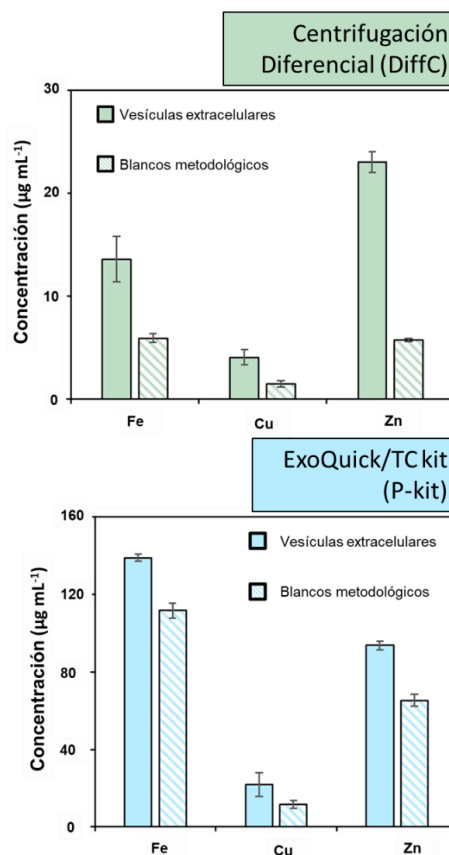 Centrifugación
Diferencial (DiffC)
30
20
10
0
Concentración (µg mL⁻¹)
Vesículas extracelulares
Blancos metodológicos
Fe
Cu
Zn
ExoQuick/TC kit
(P-kit)
160
120
80
40
0
Concentración (µg mL⁻¹)
Vesículas extracelulares
Blancos metodológicos
Fe
Cu
Zn